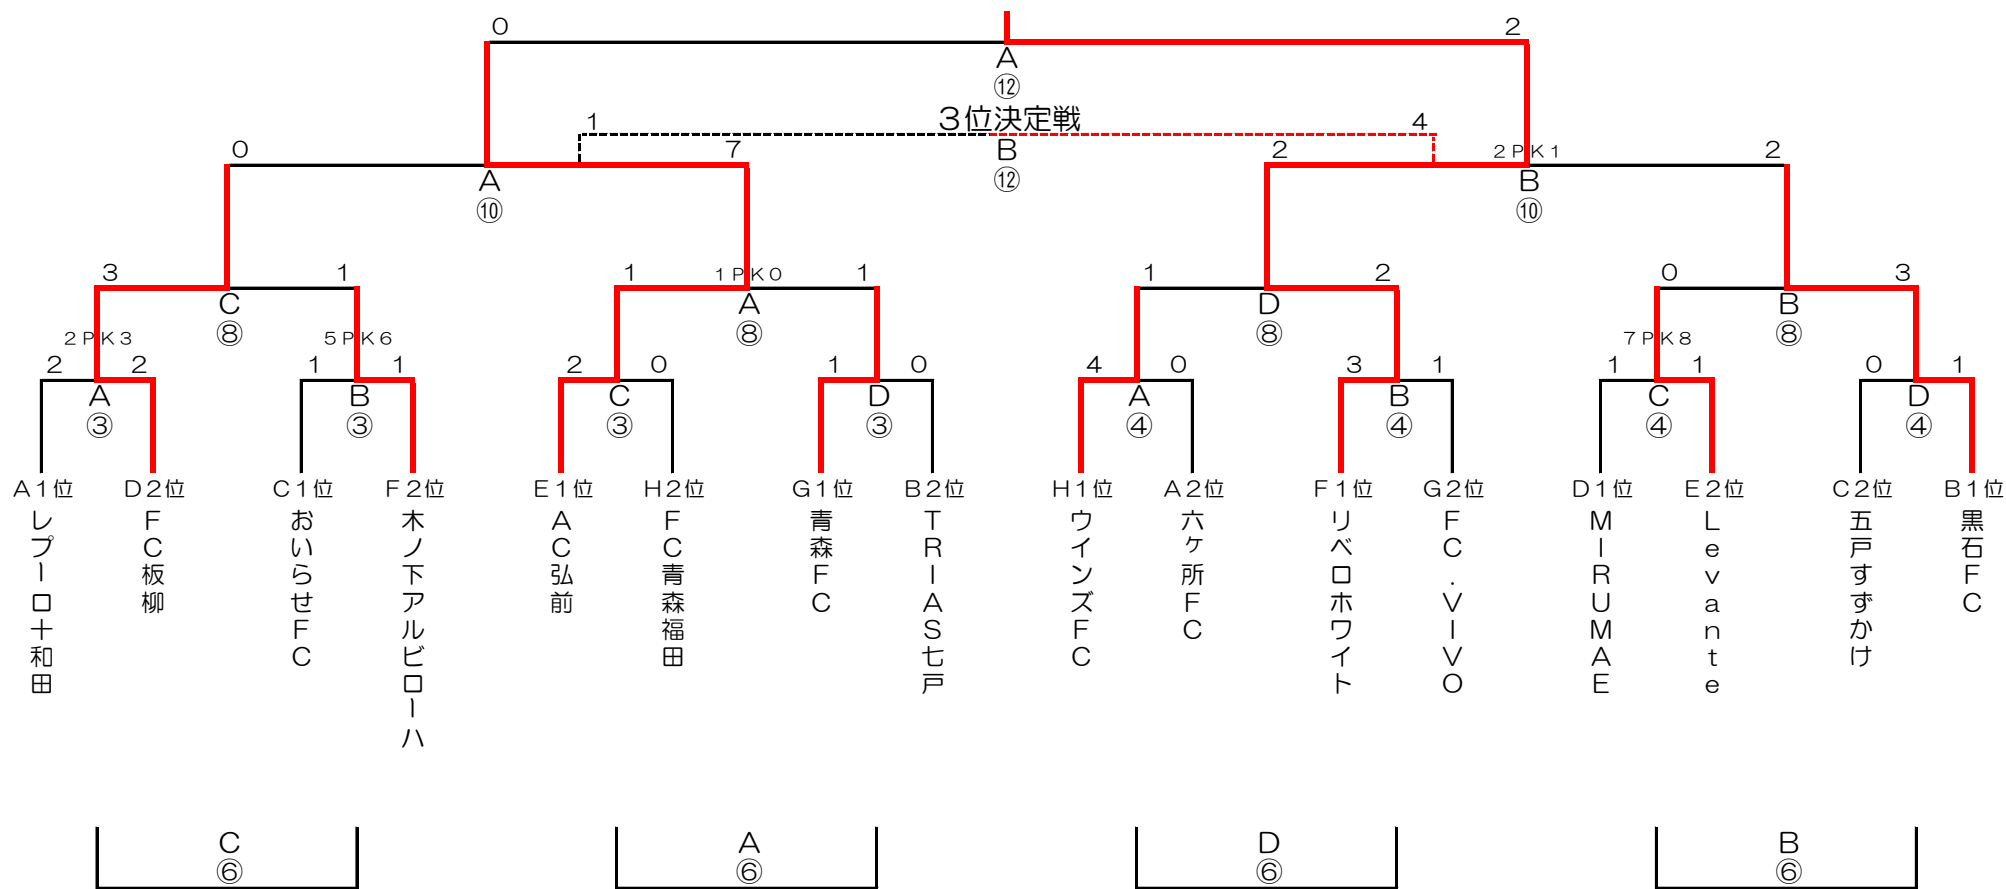 0 2
A
⑫
3位決定戦
1 4
B
⑫
0 7 2 2PK1 2
A B
⑩ ⑩
3 1 1 1PK0 1 1 2 0 3
C A D B
⑧ ⑧ ⑧ ⑧
2PK3 5PK6 7PK8
2 2 1 1 2 0 1 0 4 0 3 1 1 1 0 1
A B C D A B C D
③ ③ ③ ③ ④ ④ ④ ④
A1位 D2位 C1位 F2位 E1位 H2位 G1位 B2位 H1位 A2位 F1位 G2位 D1位 E2位 C2位 B1位
レプーロ十和田
FC板柳
おいらせFC
木ノ下アルビローハ
AC弘前
FC青森福田
青森FC
TRIAS七戸
ウインズFC
六ヶ所FC
リベロホワイト
FC.VIVO
MIRUMAE
Levante
五戸すずかけ
黒石FC
C A D B
⑥ ⑥ ⑥ ⑥